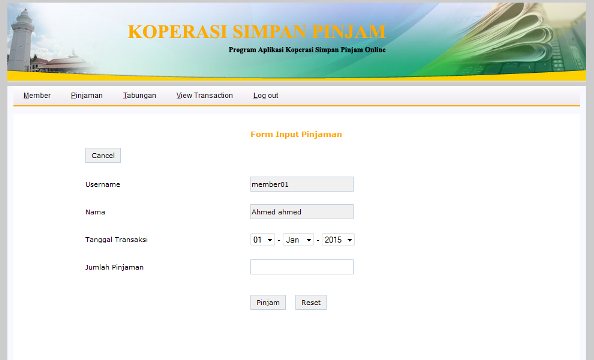 KOPERASI SIMPAN PINJAM
Program Aplikasi Koperasi Simpan Pinjam Online
Member Pinjaman Tabungan View Transaction Log out
Form Input Pinjaman
Cancel
Username member01
Nama Ahmed ahmed
Tanggal Transaksi 01 - Jan - 2015
Jumlah Pinjaman
Pinjam Reset